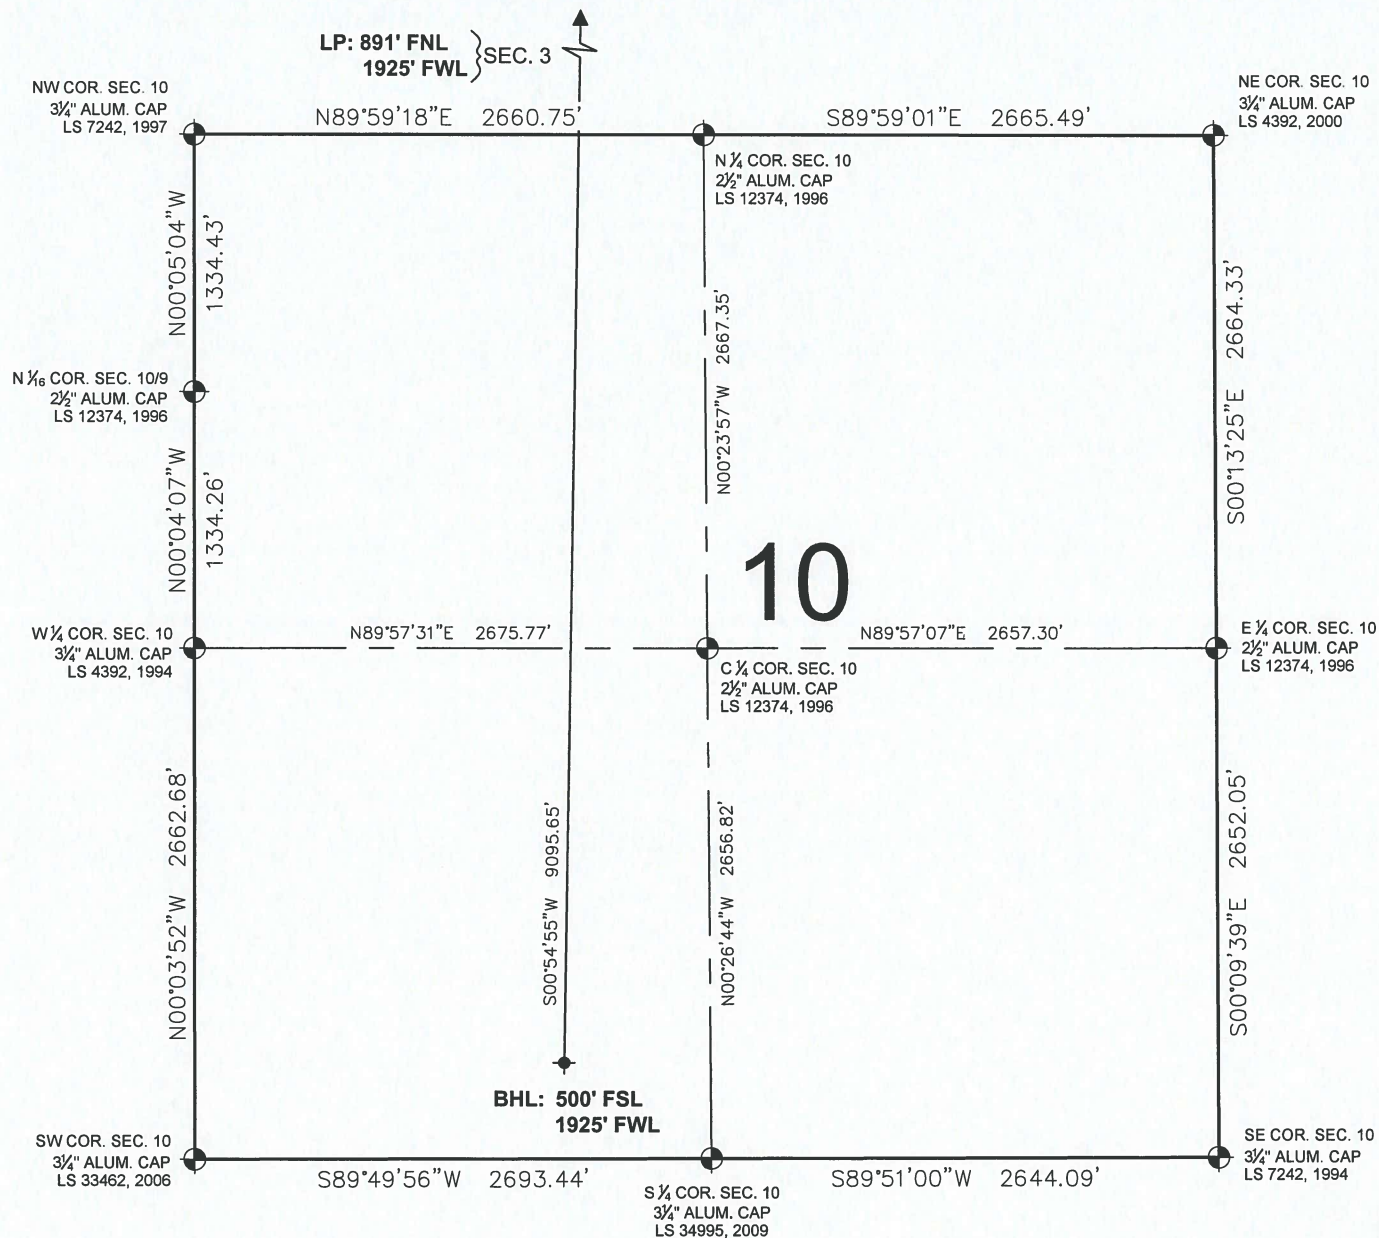 LP: 891' FNL
1925' FWL
SEC. 3
NW COR. SEC. 10
3¼" ALUM. CAP
LS 7242, 1997
N89°59'18"E 2660.75'
S89°59'01"E 2665.49'
NE COR. SEC. 10
3¼" ALUM. CAP
LS 4392, 2000
N ¼ COR. SEC. 10
2½" ALUM. CAP
LS 12374, 1996
N00°05'04"W
1334.43'
N00°23'57"W 2667.35'
S00°13'25"E 2664.33'
N 1⁄16 COR. SEC. 10/9
2½" ALUM. CAP
LS 12374, 1996
N00°04'07"W
1334.26'
10
W ¼ COR. SEC. 10
3¼" ALUM. CAP
LS 4392, 1994
N89°57'31"E 2675.77'
N89°57'07"E 2657.30'
E ¼ COR. SEC. 10
2½" ALUM. CAP
LS 12374, 1996
C ¼ COR. SEC. 10
2½" ALUM. CAP
LS 12374, 1996
N00°03'52"W 2662.68'
S00°54'55"W 9095.65'
N00°26'44"W 2656.82'
S00°09'39"E 2652.05'
BHL: 500' FSL
1925' FWL
SW COR. SEC. 10
3¼" ALUM. CAP
LS 33462, 2006
S89°49'56"W 2693.44'
S ¼ COR. SEC. 10
3¼" ALUM. CAP
LS 34995, 2009
S89°51'00"W 2644.09'
SE COR. SEC. 10
3¼" ALUM. CAP
LS 7242, 1994